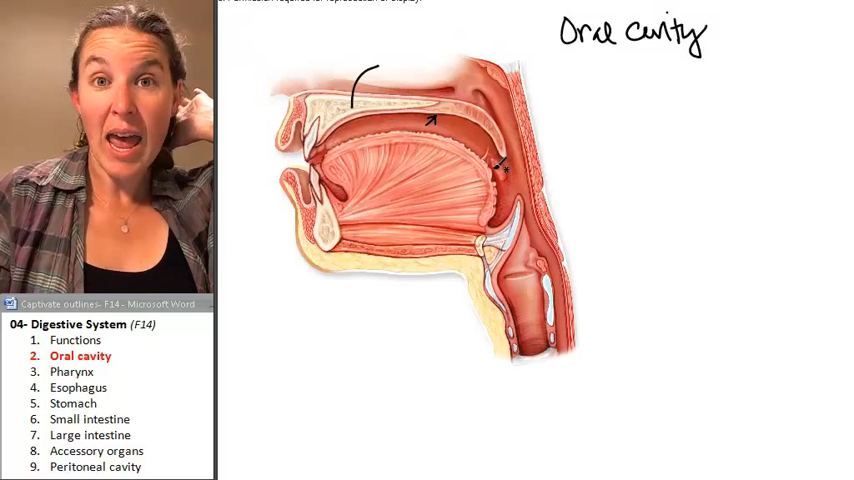 Oral cavity
Captivate outlines- F14 - Microsoft Word
04- Digestive System (F14)
1. Functions
2. Oral cavity
3. Pharynx
4. Esophagus
5. Stomach
6. Small intestine
7. Large intestine
8. Accessory organs
9. Peritoneal cavity